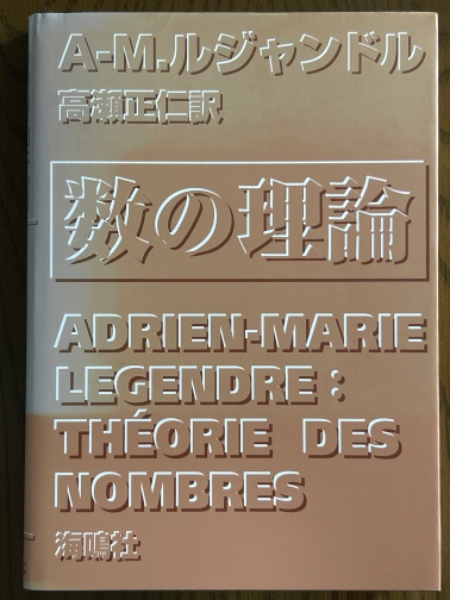 A-M.ルジャンドル
高瀬正仁訳
数の理論
ADRIEN-MARIE
LEGENDRE：
THÉORIE DES
NOMBRES
海鳴社